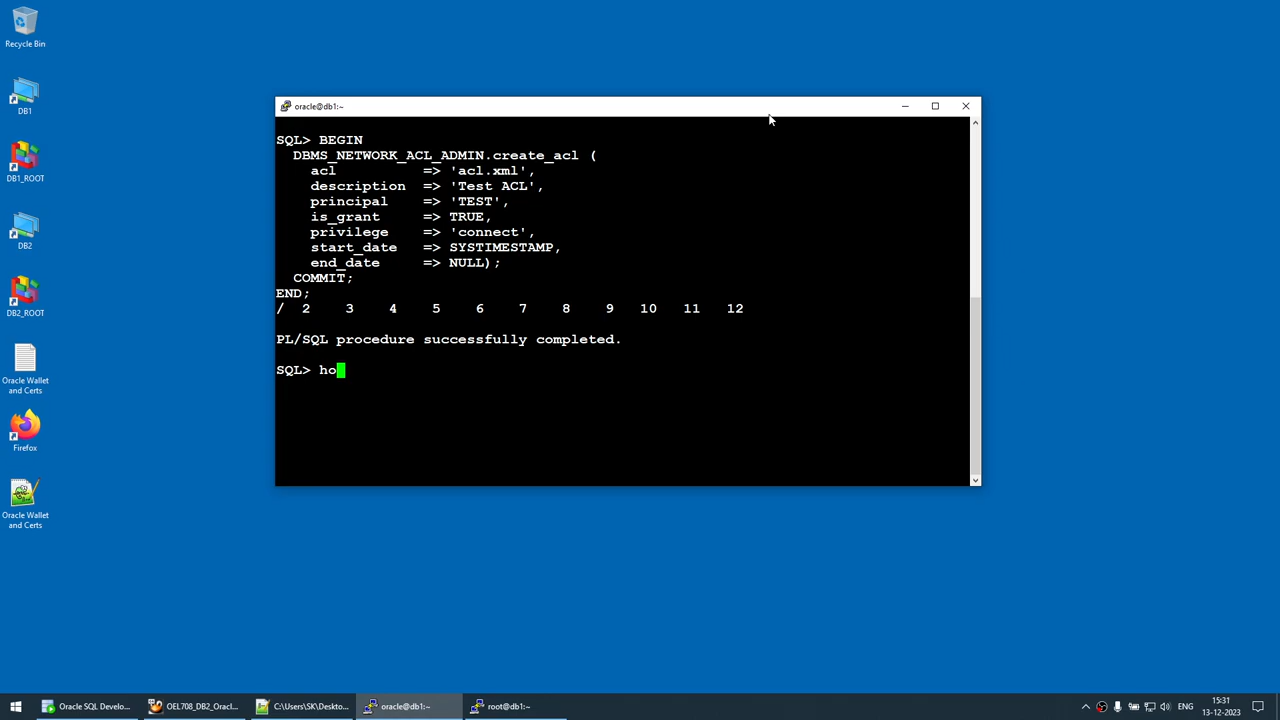 Recycle Bin
DB1
DB1_ROOT
DB2
DB2_ROOT
Oracle Wallet
and Certs
Firefox
Oracle Wallet
and Certs
oracle@db1:~
SQL> BEGIN
  DBMS_NETWORK_ACL_ADMIN.create_acl (
    acl          => 'acl.xml',
    description  => 'Test ACL',
    principal    => 'TEST',
    is_grant     => TRUE,
    privilege    => 'connect',
    start_date   => SYSTIMESTAMP,
    end_date     => NULL);
  COMMIT;
END;
/  2    3    4    5    6    7    8    9   10   11   12
PL/SQL procedure successfully completed.
SQL> ho
Oracle SQL Develo...
OEL708_DB2_Oracl...
C:\Users\SK\Deskto...
oracle@db1:~
root@db1:~
ENG
15:31
13-12-2023